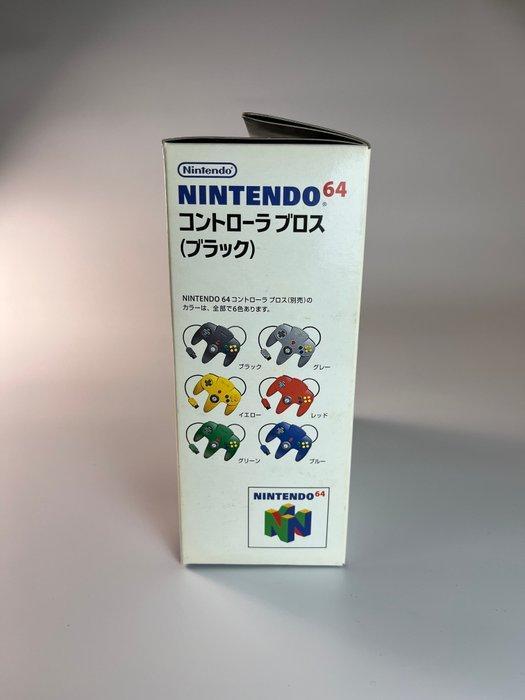 Nintendo
NINTENDO64
コントローラ ブロス
(ブラック)
NINTENDO 64 コントローラ ブロス(別売)の
カラーは、全部で6色あります。
ブラック
グレー
イエロー
レッド
グリーン
ブルー
NINTENDO64